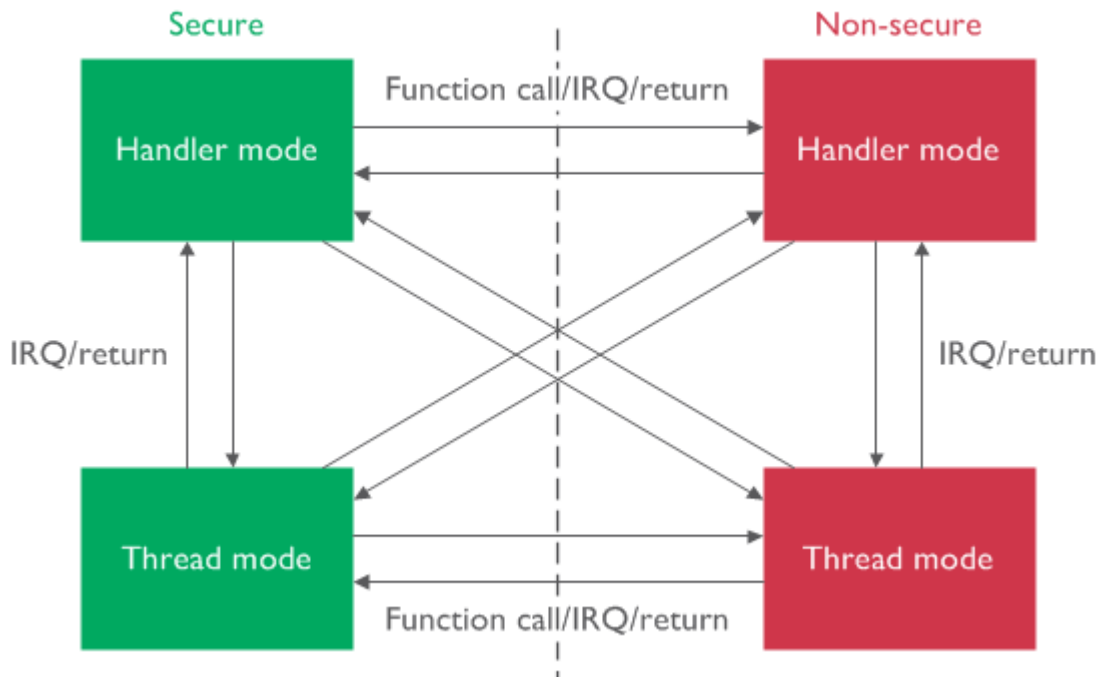 Secure
Non-secure
Function call/IRQ/return
Handler mode
Handler mode
IRQ/return
IRQ/return
Thread mode
Thread mode
Function call/IRQ/return